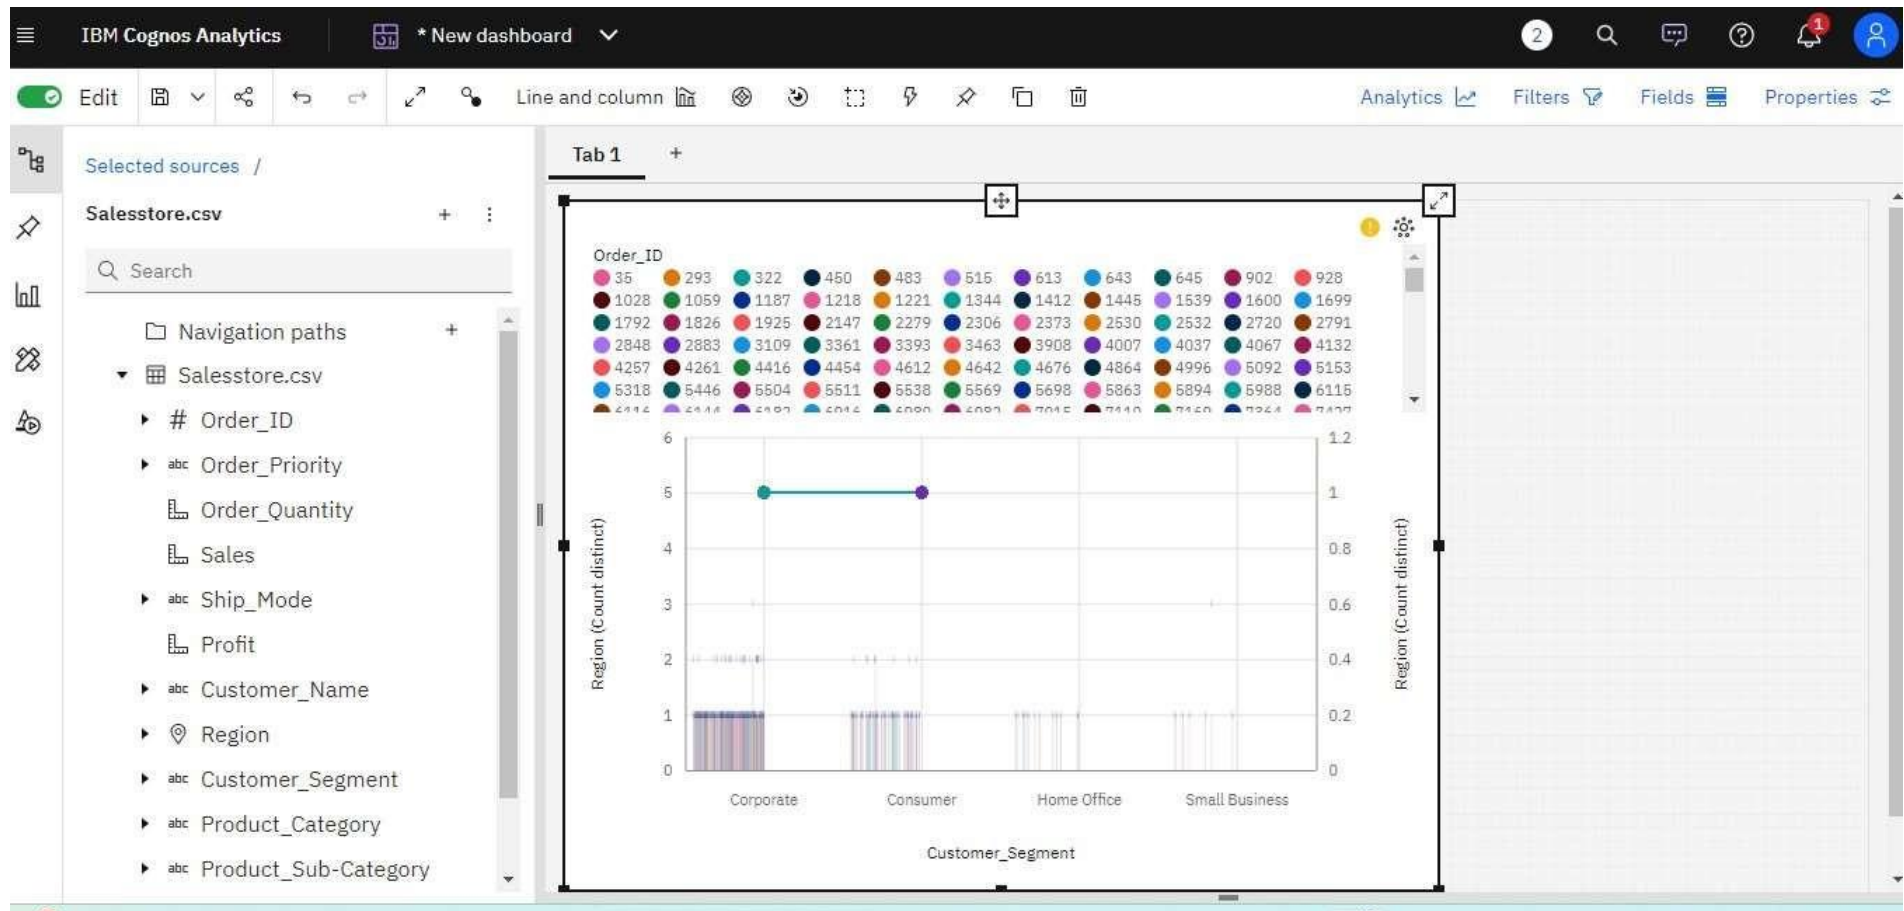 IBM Cognos Analytics
* New dashboard
2
1
Edit
Line and column
Analytics
Filters
Fields
Properties
Selected sources /
Salesstore.csv
Search
Navigation paths
Salesstore.csv
# Order_ID
abc Order_Priority
Order_Quantity
Sales
abc Ship_Mode
Profit
abc Customer_Name
Region
abc Customer_Segment
abc Product_Category
abc Product_Sub-Category
Tab 1
Order_ID
35 293 322 450 483 515 613 643 645 902 928
1028 1059 1187 1218 1221 1344 1412 1445 1539 1600 1699
1792 1826 1925 2147 2279 2306 2373 2530 2532 2720 2791
2848 2883 3109 3361 3393 3463 3908 4007 4037 4067 4132
4257 4261 4416 4454 4612 4642 4676 4864 4996 5092 5153
5318 5446 5504 5511 5538 5569 5698 5863 5894 5988 6115
6 1.2
5 1
4 0.8
3 0.6
2 0.4
1 0.2
0 0
Region (Count distinct)
Region (Count distinct)
Corporate Consumer Home Office Small Business
Customer_Segment